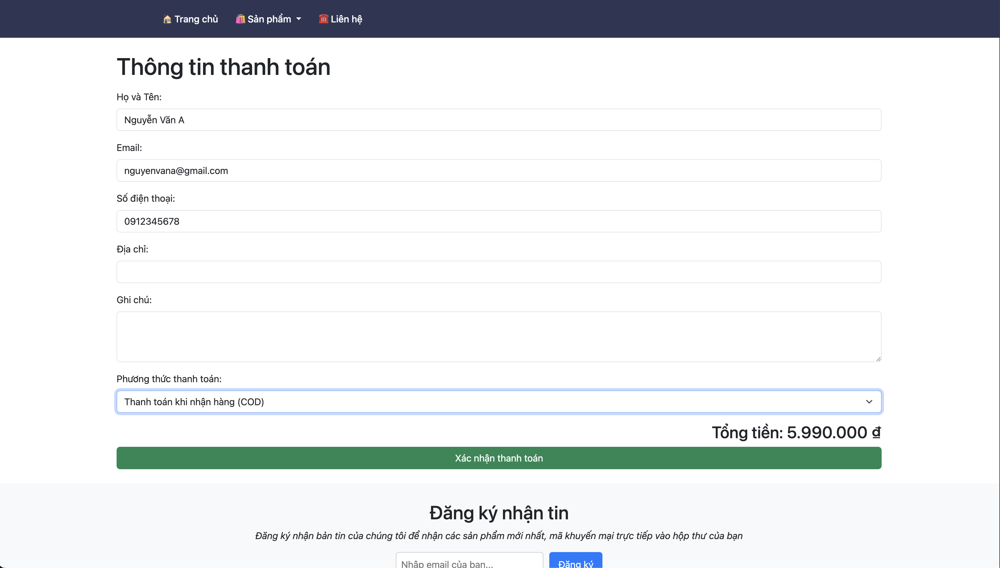 Trang chủ Sản phẩm Liên hệ
Thông tin thanh toán
Họ và Tên:
Nguyễn Văn A
Email:
nguyenvana@gmail.com
Số điện thoại:
0912345678
Địa chỉ:
Ghi chú:
Phương thức thanh toán:
Thanh toán khi nhận hàng (COD)
Tổng tiền: 5.990.000 ₫
Xác nhận thanh toán
Đăng ký nhận tin
Đăng ký nhận bản tin của chúng tôi để nhận các sản phẩm mới nhất, mã khuyến mại trực tiếp vào hộp thư của bạn
Nhập email của bạn... Đăng ký